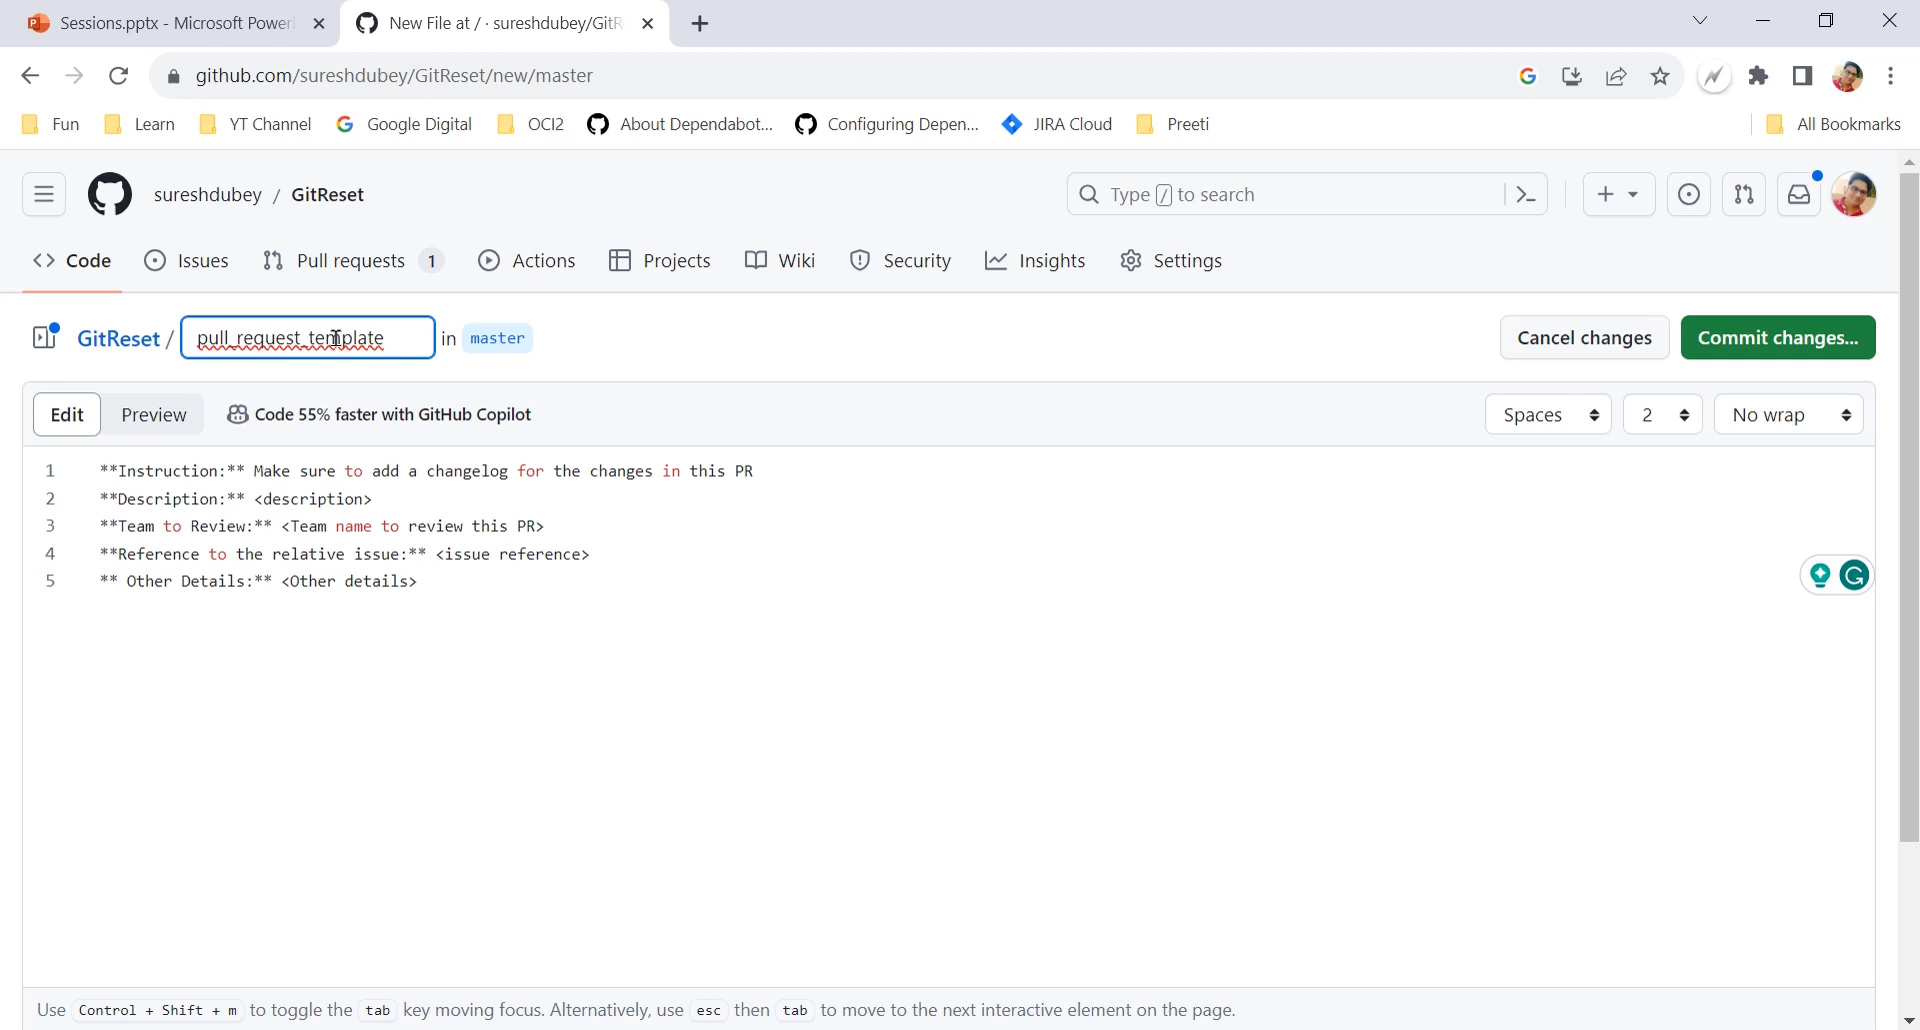 Sessions.pptx - Microsoft Power
New File at / · sureshdubey/GitR
github.com/sureshdubey/GitReset/new/master
Fun
Learn
YT Channel
Google Digital
OCI2
About Dependabot...
Configuring Depen...
JIRA Cloud
Preeti
All Bookmarks
sureshdubey / GitReset
Type / to search
Code
Issues
Pull requests 1
Actions
Projects
Wiki
Security
Insights
Settings
GitReset / pull_request_template in master
Cancel changes
Commit changes...
Edit
Preview
Code 55% faster with GitHub Copilot
Spaces
2
No wrap
1 **Instruction:** Make sure to add a changelog for the changes in this PR
2 **Description:** <description>
3 **Team to Review:** <Team name to review this PR>
4 **Reference to the relative issue:** <issue reference>
5 ** Other Details:** <Other details>
Use Control + Shift + m to toggle the tab key moving focus. Alternatively, use esc then tab to move to the next interactive element on the page.